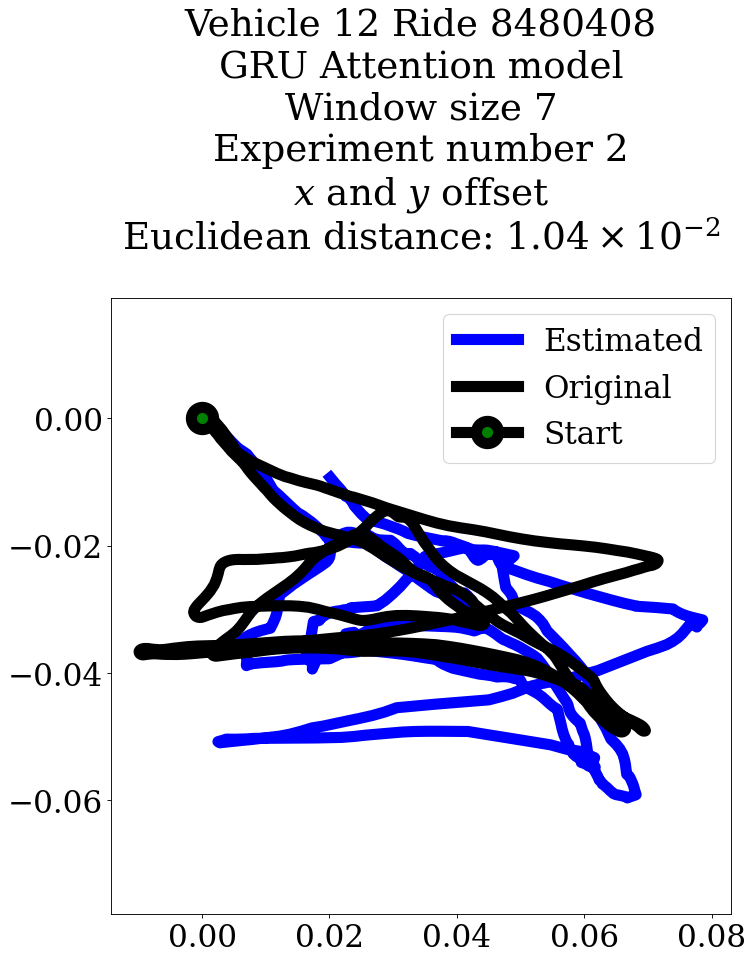 Vehicle 12 Ride 8480408
GRU Attention model
Window size 7
Experiment number 2
x and y offset
Euclidean distance: 1.04 × 10⁻²
Estimated
Original
Start
0.00
−0.02
−0.04
−0.06
0.00 0.02 0.04 0.06 0.08